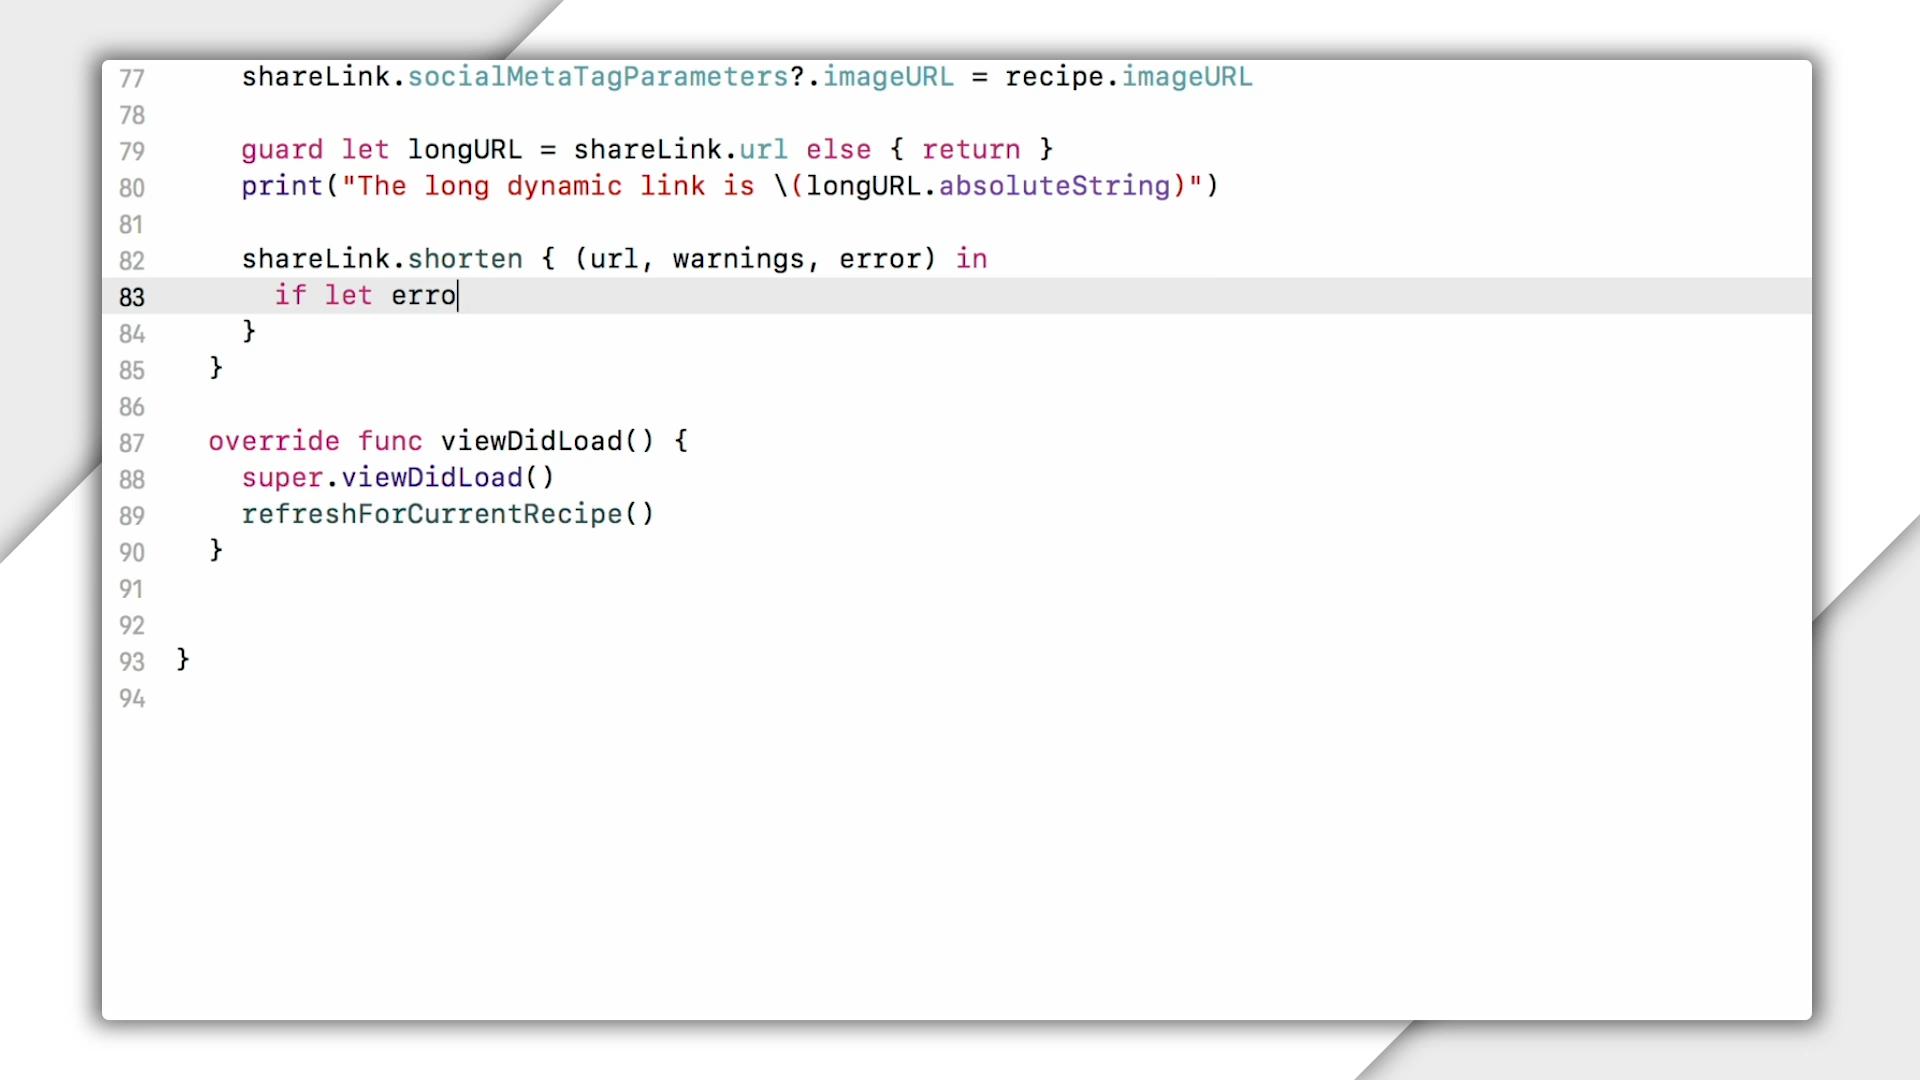 77 shareLink.socialMetaTagParameters?.imageURL = recipe.imageURL
78
79 guard let longURL = shareLink.url else { return }
80 print("The long dynamic link is \(longURL.absoluteString)")
81
82 shareLink.shorten { (url, warnings, error) in
83 if let erro
84 }
85 }
86
87 override func viewDidLoad() {
88 super.viewDidLoad()
89 refreshForCurrentRecipe()
90 }
91
92
93 }
94